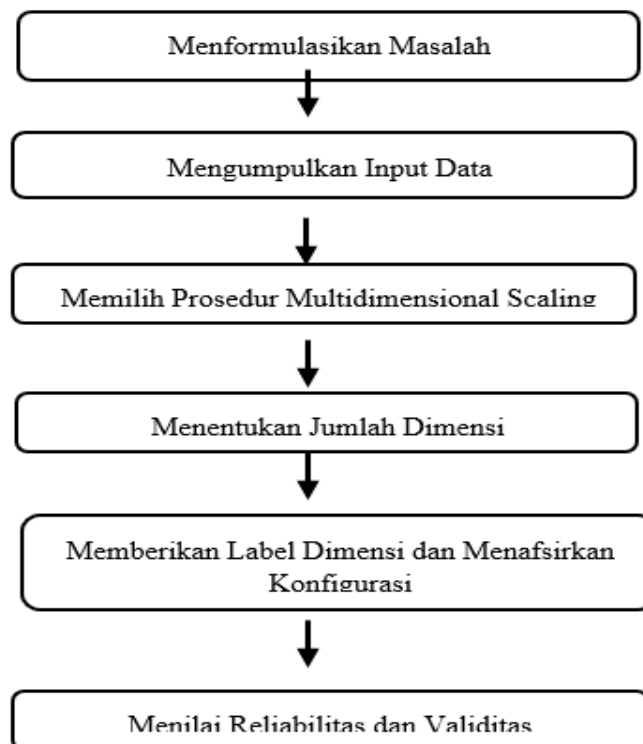 Menformulasikan Masalah
Mengumpulkan Input Data
Memilih Prosedur Multidimensional Scaling
Menentukan Jumlah Dimensi
Memberikan Label Dimensi dan Menafsirkan
Konfigurasi
Menilai Reliabilitas dan Validitas